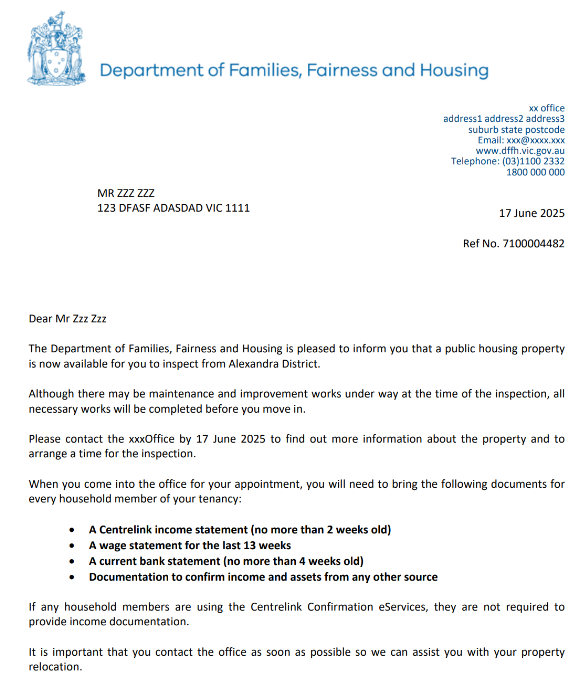 Department of Families, Fairness and Housing
xx office
address1 address2 address3
suburb state postcode
Email: xxx@xxxx.xxx
www.dffh.vic.gov.au
Telephone: (03)1100 2332
1800 000 000
MR ZZZ ZZZ
123 DFASF ADASDAD VIC 1111
17 June 2025
Ref No. 7100004482
Dear Mr Zzz Zzz
The Department of Families, Fairness and Housing is pleased to inform you that a public housing property
is now available for you to inspect from Alexandra District.
Although there may be maintenance and improvement works under way at the time of the inspection, all
necessary works will be completed before you move in.
Please contact the xxxOffice by 17 June 2025 to find out more information about the property and to
arrange a time for the inspection.
When you come into the office for your appointment, you will need to bring the following documents for
every household member of your tenancy:
• A Centrelink income statement (no more than 2 weeks old)
• A wage statement for the last 13 weeks
• A current bank statement (no more than 4 weeks old)
• Documentation to confirm income and assets from any other source
If any household members are using the Centrelink Confirmation eServices, they are not required to
provide income documentation.
It is important that you contact the office as soon as possible so we can assist you with your property
relocation.